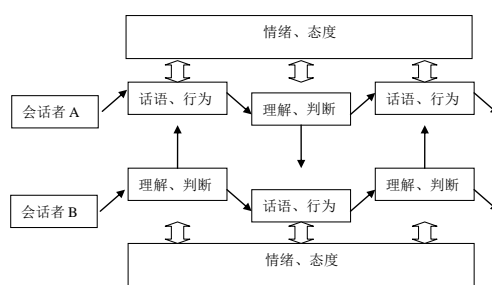 情绪、态度
话语、行为
理解、判断
话语、行为
会话者 A
理解、判断
话语、行为
理解、判断
会话者 B
情绪、态度